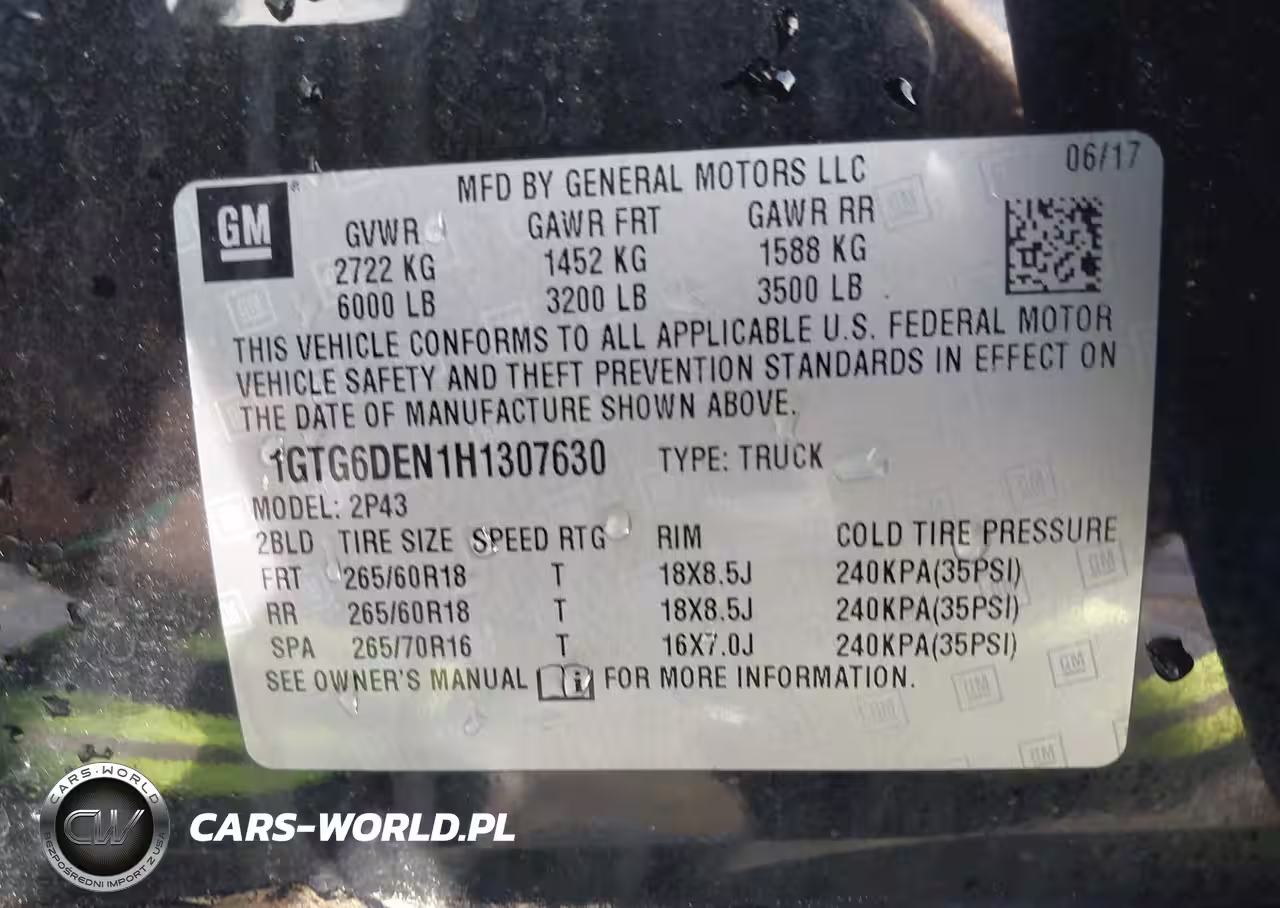 MFD BY GENERAL MOTORS LLC 06/17
GM
GVWR GAWR FRT GAWR RR
2722 KG 1452 KG 1588 KG
6000 LB 3200 LB 3500 LB
THIS VEHICLE CONFORMS TO ALL APPLICABLE U.S. FEDERAL MOTOR
VEHICLE SAFETY AND THEFT PREVENTION STANDARDS IN EFFECT ON
THE DATE OF MANUFACTURE SHOWN ABOVE.
1GTG6DEN1H1307630 TYPE: TRUCK
MODEL: 2P43
2BLD TIRE SIZE SPEED RTG RIM COLD TIRE PRESSURE
FRT 265/60R18 T 18X8.5J 240KPA(35PSI)
RR 265/60R18 T 18X8.5J 240KPA(35PSI)
SPA 265/70R16 T 16X7.0J 240KPA(35PSI)
SEE OWNER'S MANUAL i FOR MORE INFORMATION.
CARS-WORLD
CW
BEZPOŚREDNI IMPORT Z USA
CARS-WORLD.PL